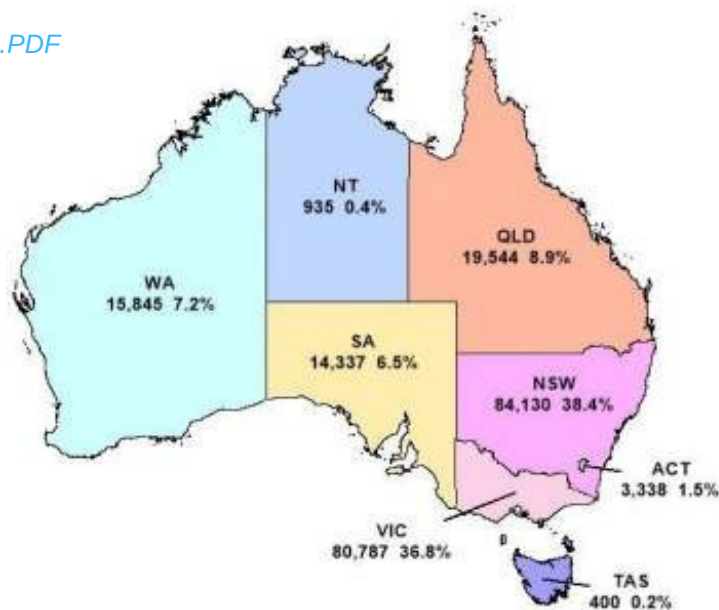 .PDF
NT
935 0.4%
QLD
19,544 8.9%
WA
15,845 7.2%
SA
14,337 6.5%
NSW
84,130 38.4%
ACT
3,338 1.5%
VIC
80,787 36.8%
TAS
400 0.2%